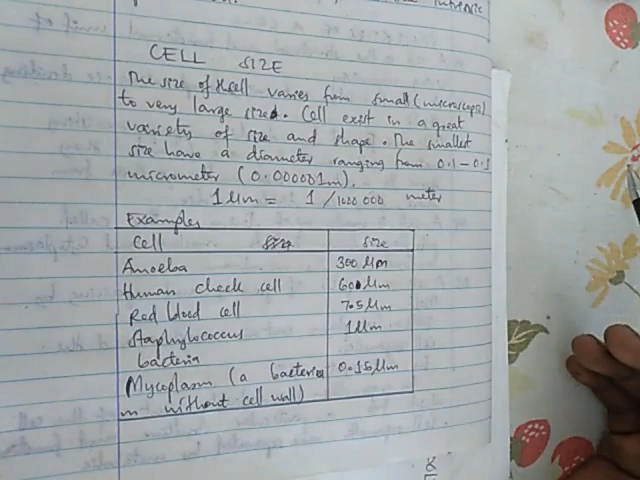 intrinsic
CELL SIZE
The size of cell varies from small (microscopic)
to very large sized. Cell exist in a great
variety of size and shape. The smallest
size have a diameter ranging from 0.1 - 0.5
micrometer (0.000001m).
1 µm = 1/1000 000 meter
Examples
Cell size
Amoeba 300 µm
Human check cell 60 µm
Red blood cell 7.5 µm
Staphylococcus 1 µm
bacteria
Mycoplasm (a bacteriu 0.15 µm
m without cell wall)